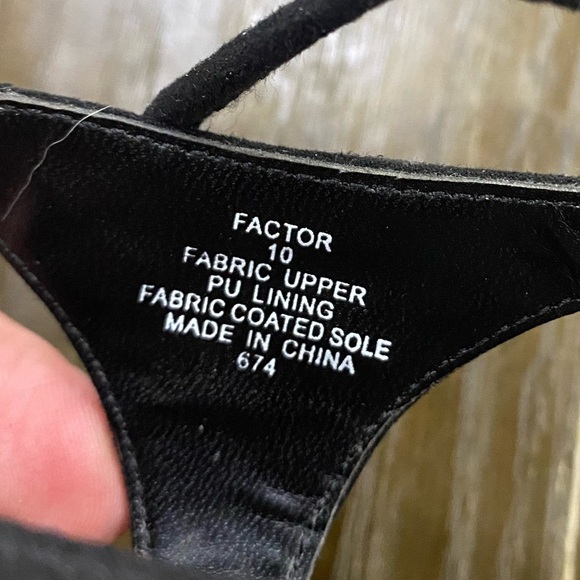 FACTOR
10
FABRIC UPPER
PU LINING
FABRIC COATED SOLE
MADE IN CHINA
674